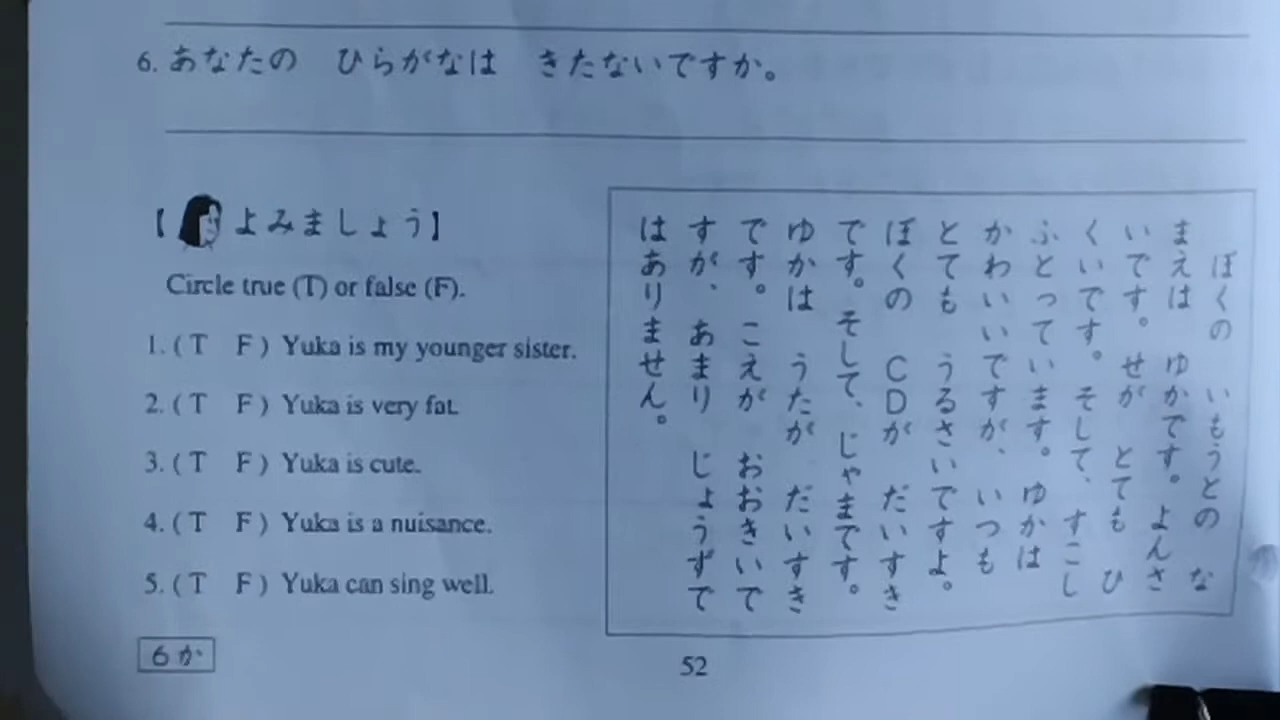 6. あなたの　ひらがなは　きたないですか。
【よみましょう】
Circle true (T) or false (F).
1. ( T F ) Yuka is my younger sister.
2. ( T F ) Yuka is very fat.
3. ( T F ) Yuka is cute.
4. ( T F ) Yuka is a nuisance.
5. ( T F ) Yuka can sing well.
ぼくの　いもうとの　な
まえは　ゆかです。よんさ
いです。せが　とても　ひ
くいです。そして、すこし
ふとっています。ゆかは
かわいいですが、いつも
とても　うるさいですよ。
ぼくの　CDが　だいすき
です。そして、じゃまです。
ゆかは　うたが　だいすき
です。こえが　おおきいで
すが、あまり　じょうずで
はありません。
6か
52